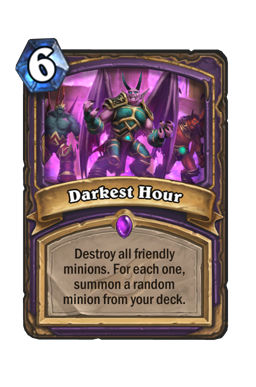 6
Darkest Hour
Destroy all friendly
minions. For each one,
summon a random
minion from your deck.